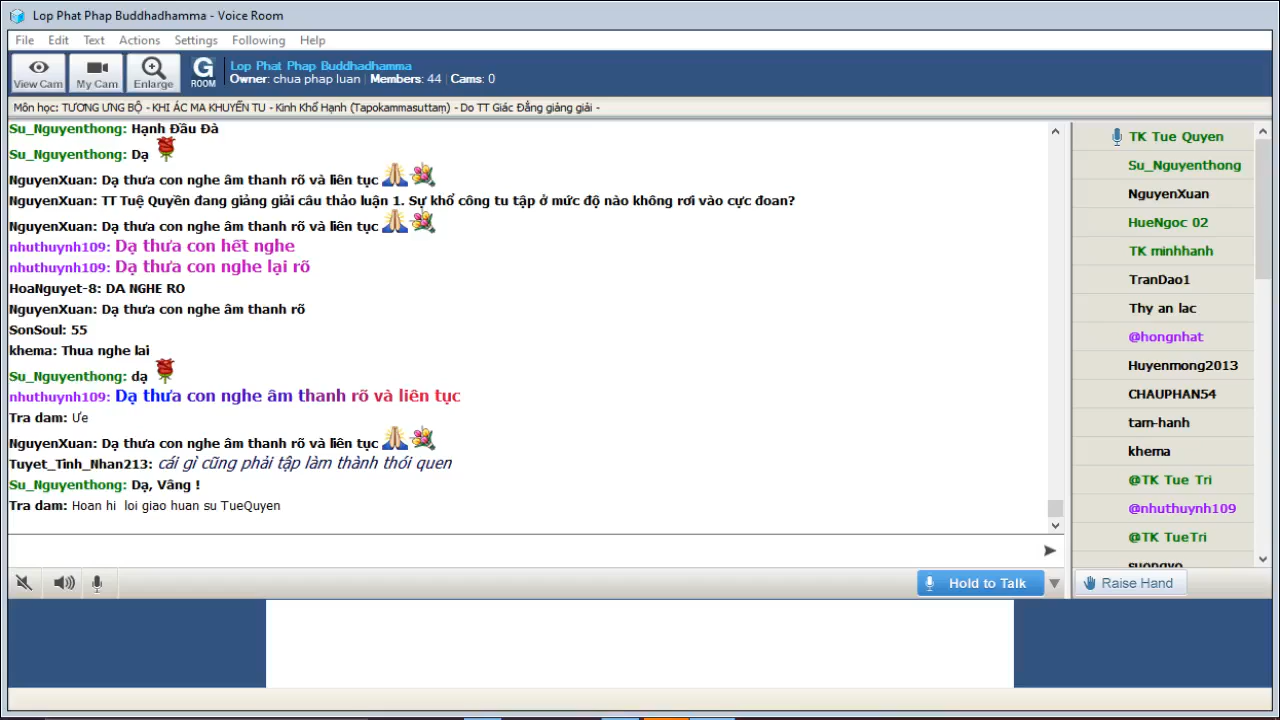 Lop Phat Phap Buddhadhamma - Voice Room
File Edit Text Actions Settings Following Help
View Cam My Cam Enlarge G ROOM
Lop Phat Phap Buddhadhamma
Owner: chua phap luan | Members: 44 | Cams: 0
Môn học: TƯƠNG ƯNG BỘ - KHI ÁC MA KHUYẾN TU - Kinh Khổ Hạnh (Tapokammasuttaṃ) - Do TT Giác Đẳng giảng giải -
Su_Nguyenthong: Hạnh Đầu Đà
Su_Nguyenthong: Dạ
NguyenXuan: Dạ thưa con nghe âm thanh rõ và liên tục
NguyenXuan: TT Tuệ Quyền đang giảng giải câu thảo luận 1. Sự khổ công tu tập ở mức độ nào không rơi vào cực đoan?
NguyenXuan: Dạ thưa con nghe âm thanh rõ và liên tục
nhuthuynh109: Dạ thưa con hết nghe
nhuthuynh109: Dạ thưa con nghe lại rõ
HoaNguyet-8: DA NGHE RO
NguyenXuan: Dạ thưa con nghe âm thanh rõ
SonSoul: 55
khema: Thua nghe lai
Su_Nguyenthong: dạ
nhuthuynh109: Dạ thưa con nghe âm thanh rõ và liên tục
Tra dam: Ưe
NguyenXuan: Dạ thưa con nghe âm thanh rõ và liên tục
Tuyet_Tinh_Nhan213: cái gì cũng phải tập làm thành thói quen
Su_Nguyenthong: Dạ, Vâng !
Tra dam: Hoan hi loi giao huan su TueQuyen
TK Tue Quyen
Su_Nguyenthong
NguyenXuan
HueNgoc 02
TK minhhanh
TranDao1
Thy an lac
@hongnhat
Huyenmong2013
CHAUPHAN54
tam-hanh
khema
@TK Tue Tri
@nhuthuynh109
@TK TueTri
suongvo
Hold to Talk
Raise Hand